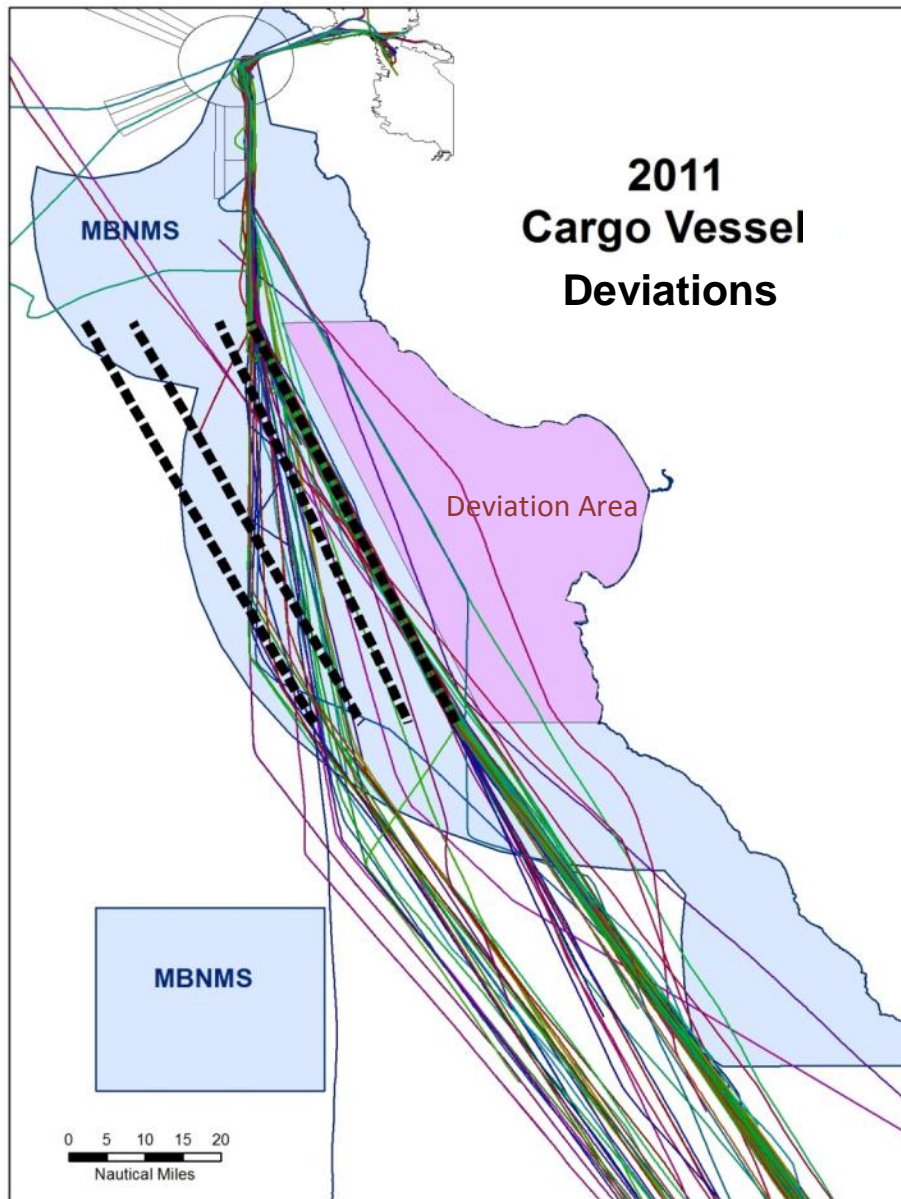 2011
Cargo Vessel
Deviations
MBNMS
Deviation Area
MBNMS
0 5 10 15 20
Nautical Miles